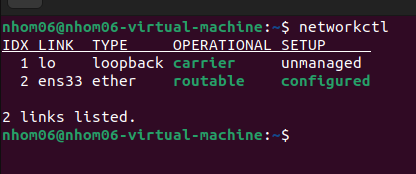 nhom06@nhom06-virtual-machine:~$ networkctl
IDX LINK  TYPE     OPERATIONAL SETUP
  1 lo    loopback carrier     unmanaged
  2 ens33 ether    routable    configured

2 links listed.
nhom06@nhom06-virtual-machine:~$